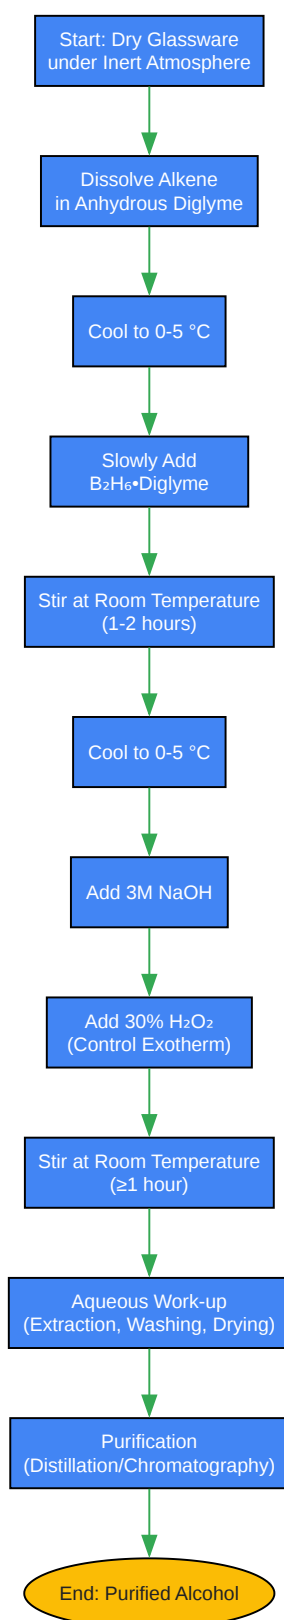 Start: Dry Glassware
under Inert Atmosphere
Dissolve Alkene
in Anhydrous Diglyme
Cool to 0-5 °C
Slowly Add
B₂H₆•Diglyme
Stir at Room Temperature
(1-2 hours)
Cool to 0-5 °C
Add 3M NaOH
Add 30% H₂O₂
(Control Exotherm)
Stir at Room Temperature
(≥1 hour)
Aqueous Work-up
(Extraction, Washing, Drying)
Purification
(Distillation/Chromatography)
End: Purified Alcohol